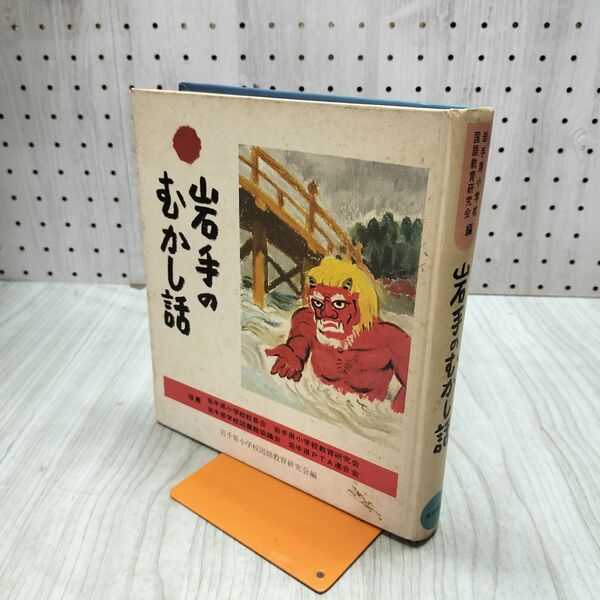 岩手の
むかし話
推薦
岩手県小学校校長会 岩手県小学校教育研究会
岩手県学校図書館協議会 岩手県PTA連合会
岩手県小学校国語教育研究会編
岩手県小学校
国語教育研究会 編
岩手のむかし話